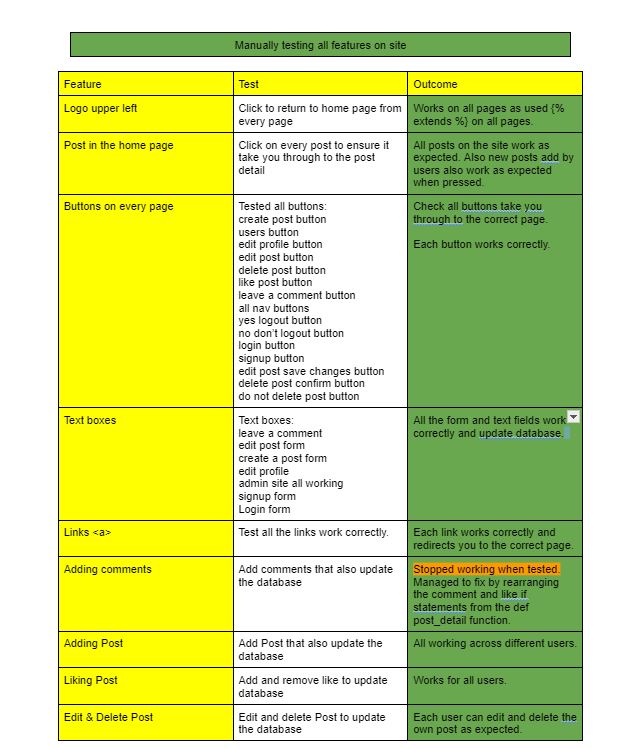 Manually testing all features on site
Feature
Test
Outcome
Logo upper left
Click to return to home page from
every page
Works on all pages as used {%
extends %} on all pages.
Post in the home page
Click on every post to ensure it
take you through to the post
detail
All posts on the site work as
expected. Also new posts add by
users also work as expected
when pressed.
Buttons on every page
Tested all buttons:
create post button
users button
edit profile button
edit post button
delete post button
like post button
leave a comment button
all nav buttons
yes logout button
no don't logout button
login button
signup button
edit post save changes button
delete post confirm button
do not delete post button
Check all buttons take you
through to the correct page.
Each button works correctly.
Text boxes
Text boxes:
leave a comment
edit post form
create a post form
edit profile
admin site all working
signup form
Login form
All the form and text fields work
correctly and update database.
Links <a>
Test all the links work correctly.
Each link works correctly and
redirects you to the correct page.
Adding comments
Add comments that also update
the database
Stopped working when tested.
Managed to fix by rearranging
the comment and like if
statements from the def
post_detail function.
Adding Post
Add Post that also update the
database
All working across different users.
Liking Post
Add and remove like to update
database
Works for all users.
Edit & Delete Post
Edit and delete Post to update
the database
Each user can edit and delete the
own post as expected.